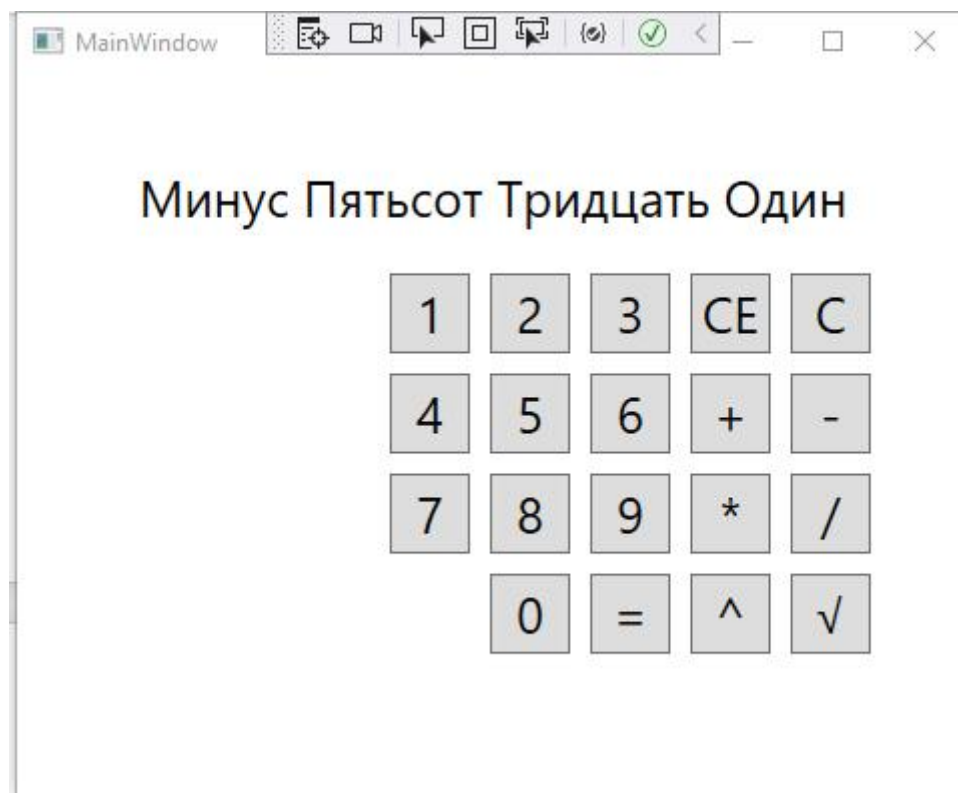 MainWindow
Минус Пятьсот Тридцать Один
1 2 3 CE C
4 5 6 + -
7 8 9 * /
0 = ^ √